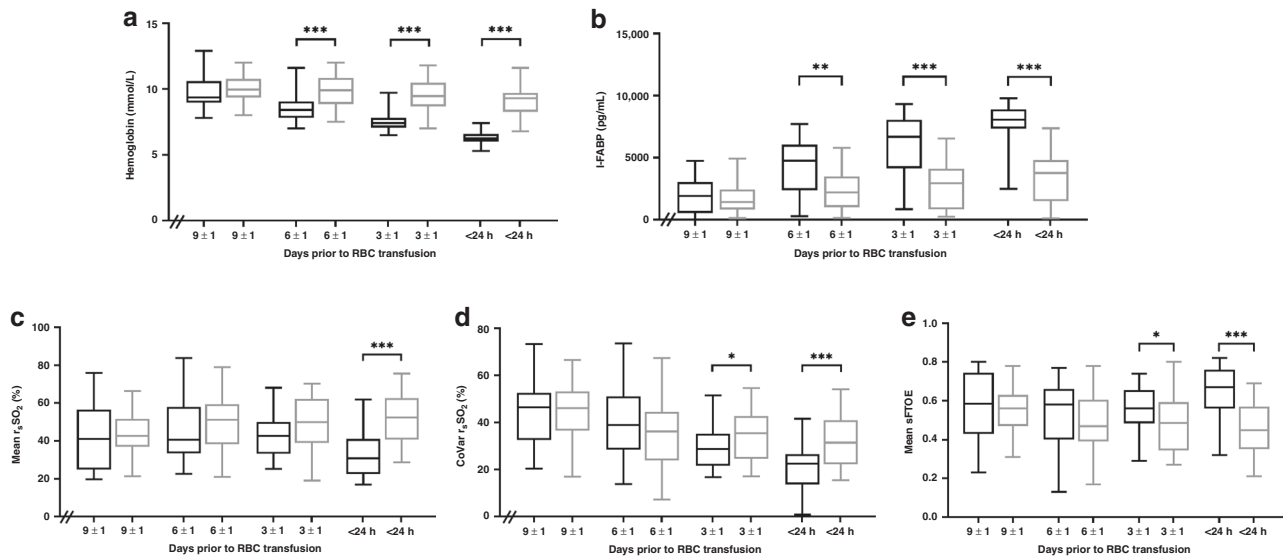 a
15
10
5
0
Hemoglobin (mmol/L)
***
***
***
9 ± 1
9 ± 1
6 ± 1
6 ± 1
3 ± 1
3 ± 1
<24 h
<24 h
Days prior to RBC transfusion
b
15,000
10,000
5000
0
I-FABP (pg/mL)
**
***
***
9 ± 1
9 ± 1
6 ± 1
6 ± 1
3 ± 1
3 ± 1
<24 h
<24 h
Days prior to RBC transfusion
c
100
80
60
40
20
0
Mean rₛSO₂ (%)
***
9 ± 1
9 ± 1
6 ± 1
6 ± 1
3 ± 1
3 ± 1
<24 h
<24 h
Days prior to RBC transfusion
d
80
60
40
20
0
CoVar rₛSO₂ (%)
*
***
9 ± 1
9 ± 1
6 ± 1
6 ± 1
3 ± 1
3 ± 1
<24 h
<24 h
Days prior to RBC transfusion
e
1.0
0.8
0.6
0.4
0.2
0.0
Mean sFTOE
*
***
9 ± 1
9 ± 1
6 ± 1
6 ± 1
3 ± 1
3 ± 1
<24 h
<24 h
Days prior to RBC transfusion